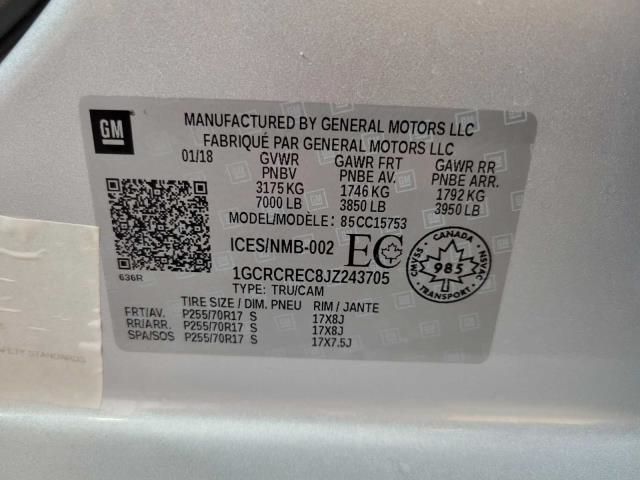 GM
MANUFACTURED BY GENERAL MOTORS LLC
FABRIQUÉ PAR GENERAL MOTORS LLC
01/18 GVWR GAWR FRT GAWR RR
PNBV PNBE AV. PNBE ARR.
3175 KG 1746 KG 1792 KG
7000 LB 3850 LB 3950 LB
MODEL/MODÈLE: 85CC15753
ICES/NMB-002 EC
CANADA
CMVSS 985 NSVAC
TRANSPORT
636R
1GCRCREC8JZ243705
TYPE: TRU/CAM
TIRE SIZE / DIM. PNEU RIM / JANTE
FRT/AV. P255/70R17 S 17X8J
RR/ARR. P255/70R17 S 17X8J
SPA/SOS P255/70R17 S 17X7.5J
STANDARDS